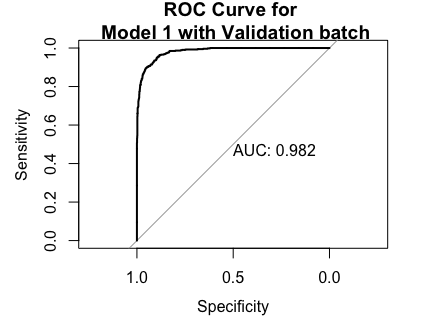 ROC Curve for
Model 1 with Validation batch
1.0
0.8
0.6
0.4
0.2
0.0
Sensitivity
AUC: 0.982
1.0 0.5 0.0
Specificity